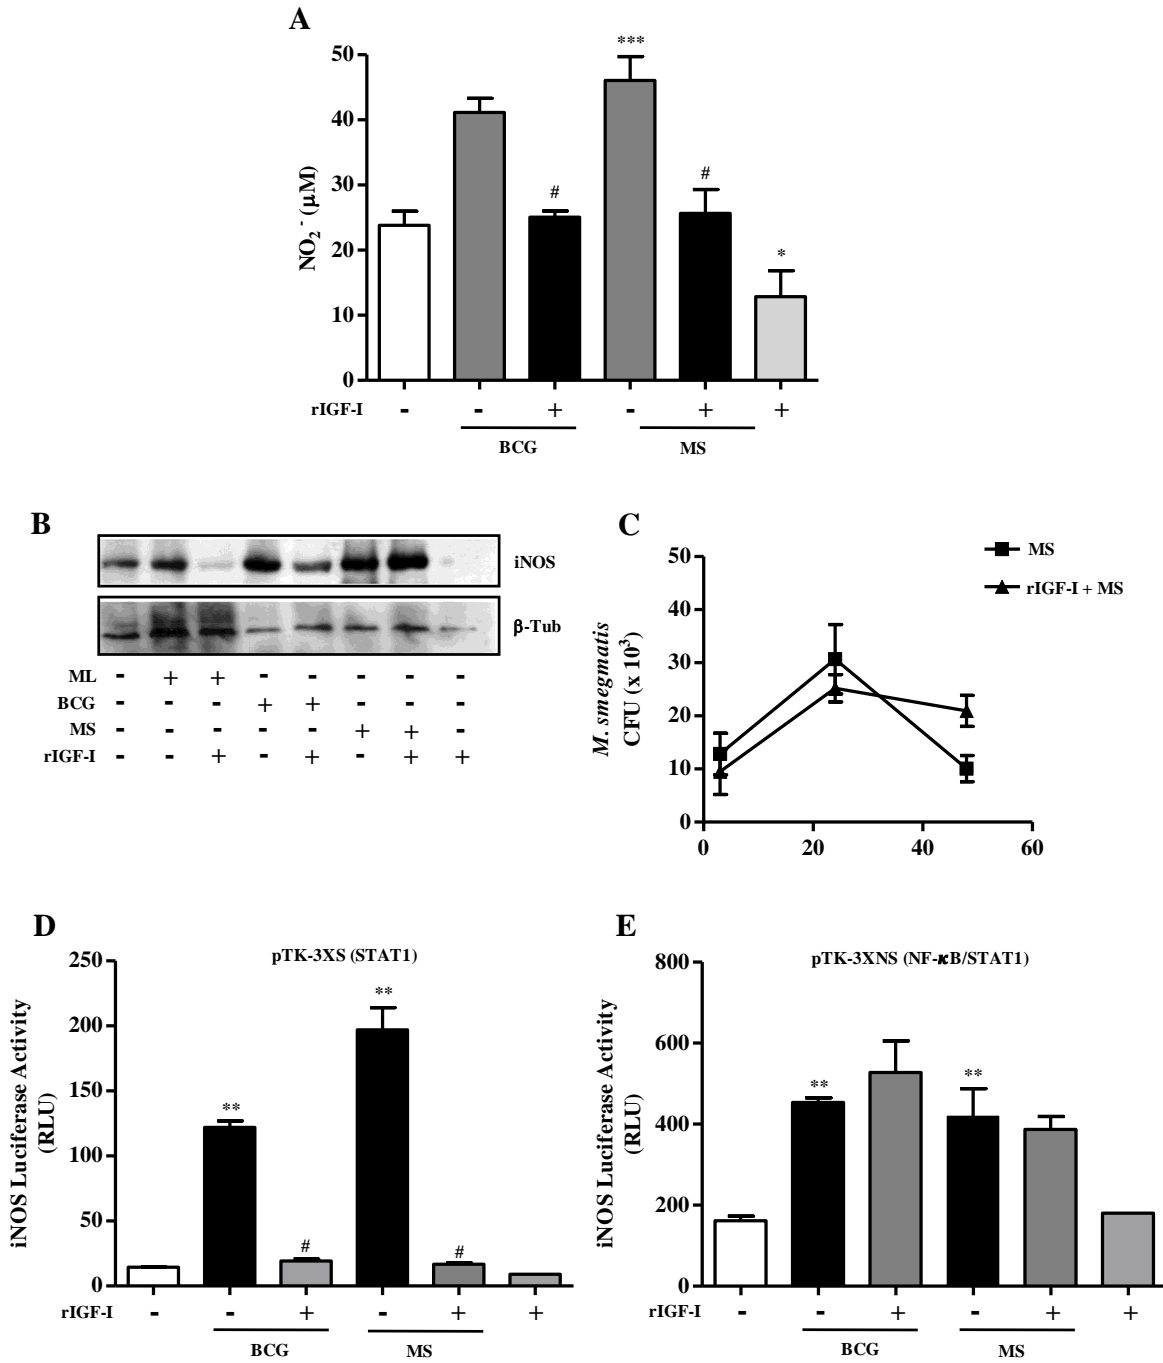 A
***
50
40
#
#
30
*
20
10
0
NO₂⁻ (µM)
rIGF-I - - + - + +
BCG MS
B
iNOS
β-Tub
ML - + + - - - - -
BCG - - - + + - - -
MS - - - - - + + -
rIGF-I - - + - + - + +
C
MS
rIGF-I + MS
50
40
30
20
10
0
M. smegmatis
CFU (x 10³)
0 20 40 60
D
pTK-3XS (STAT1)
250
**
200
150
**
100
50
#
#
0
iNOS Luciferase Activity
(RLU)
rIGF-I - - + - + +
BCG MS
E
pTK-3XNS (NF-κB/STAT1)
800
600
**
**
400
200
0
iNOS Luciferase Activity
(RLU)
rIGF-I - - + - + +
BCG MS